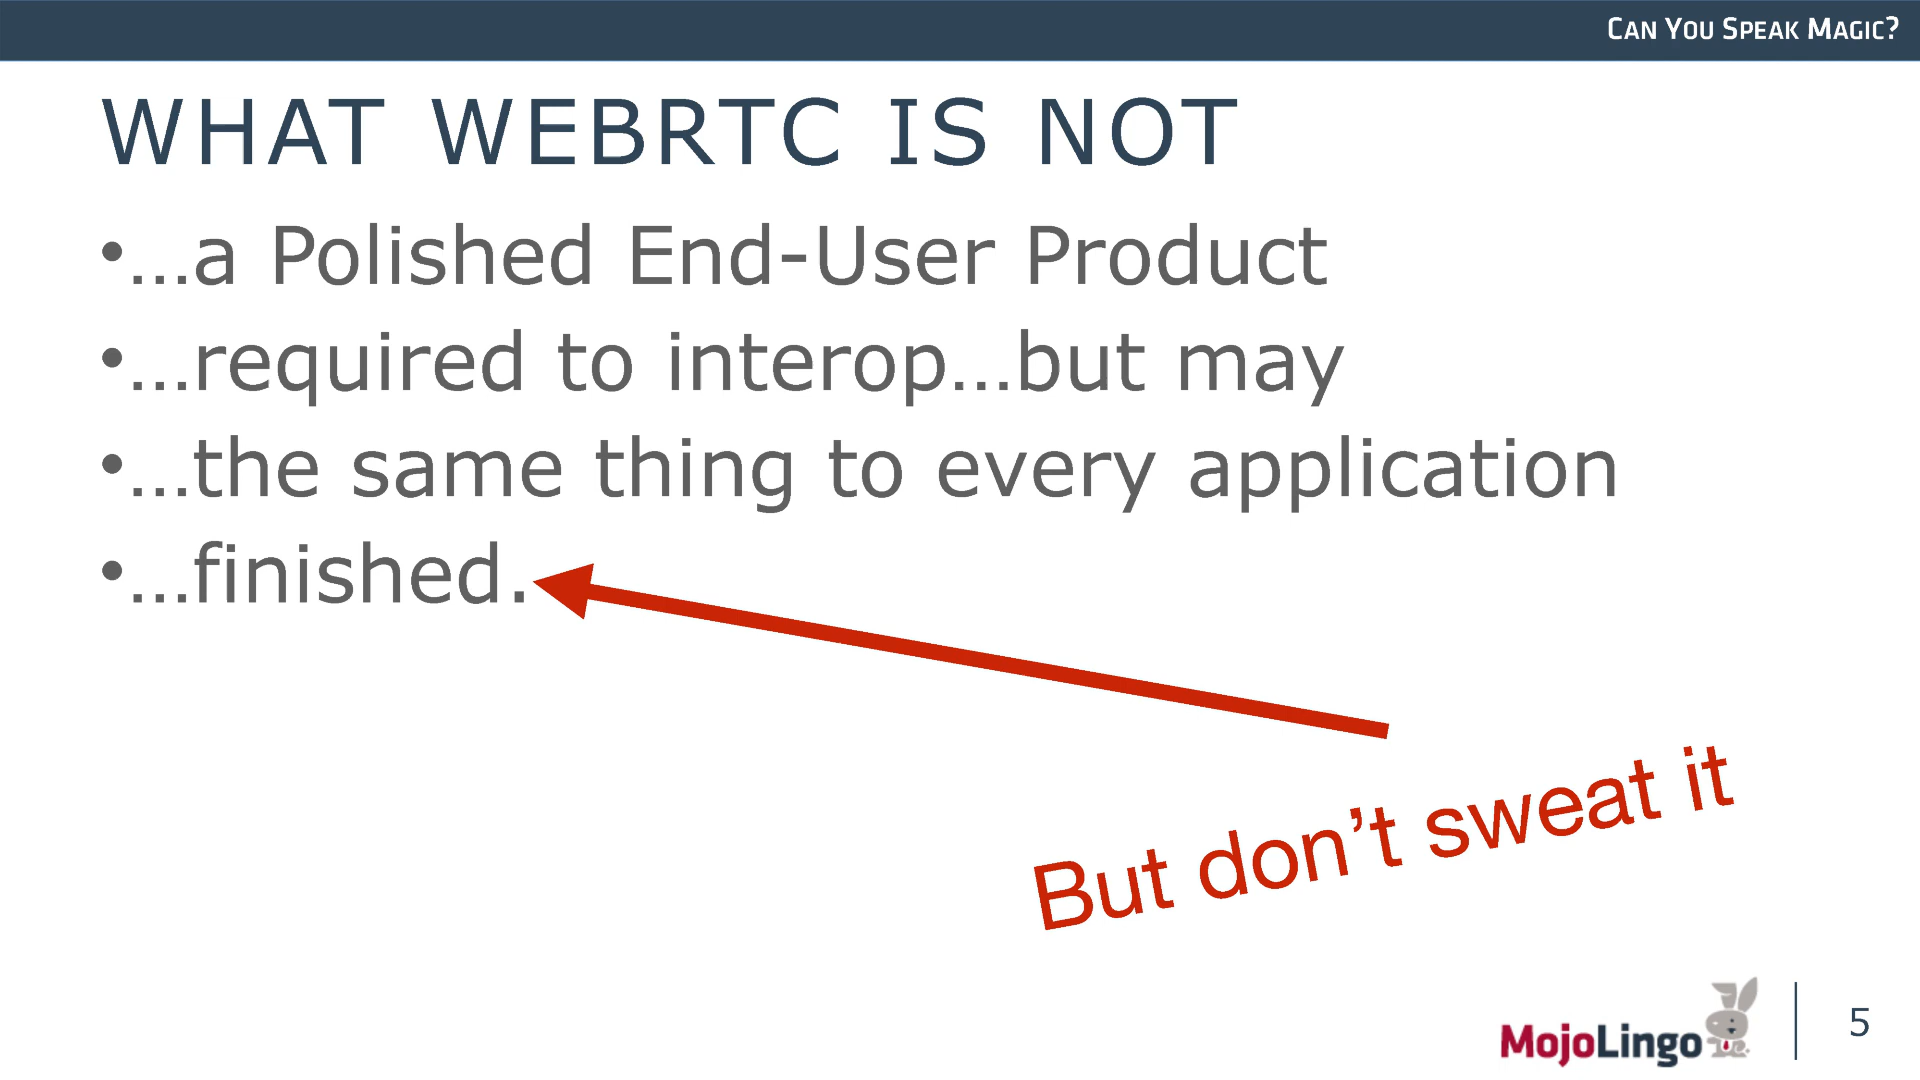 CAN YOU SPEAK MAGIC?
WHAT WEBRTC IS NOT
•…a Polished End-User Product
•…required to interop…but may
•…the same thing to every application
•…finished.
But don’t sweat it
MojoLingo
5